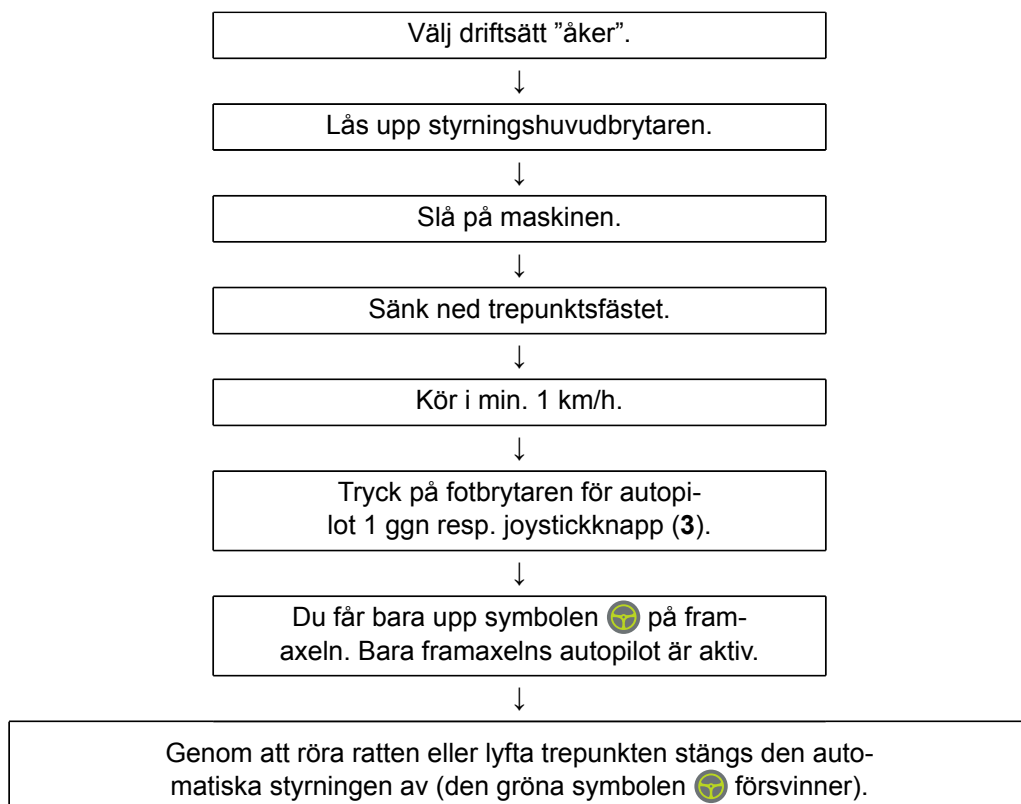 Välj driftsätt ”åker”.
↓
Lås upp styrningshuvudbrytaren.
↓
Slå på maskinen.
↓
Sänk ned trepunktsfästet.
↓
Kör i min. 1 km/h.
↓
Tryck på fotbrytaren för autopi-
lot 1 ggn resp. joystickknapp (3).
↓
Du får bara upp symbolen på fram-
axeln. Bara framaxelns autopilot är aktiv.
↓
Genom att röra ratten eller lyfta trepunkten stängs den auto-
matiska styrningen av (den gröna symbolen försvinner).